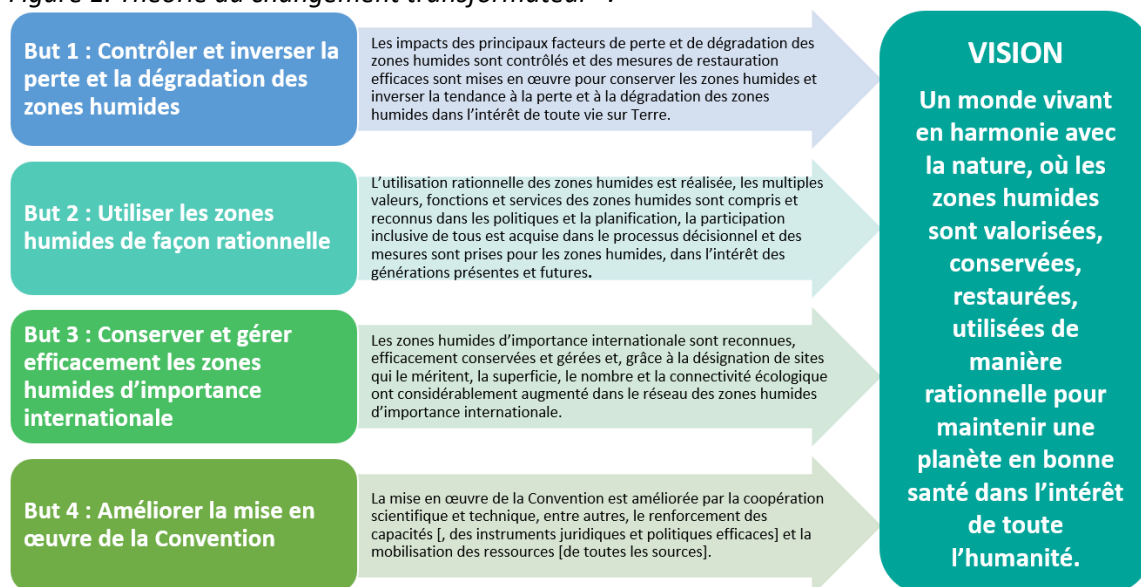 Figure 1. Théorie du changement transformateur
But 1 : Contrôler et inverser la
perte et la dégradation des
zones humides
Les impacts des principaux facteurs de perte et de dégradation des
zones humides sont contrôlés et des mesures de restauration
efficaces sont mises en œuvre pour conserver les zones humides et
inverser la tendance à la perte et à la dégradation des zones
humides dans l’intérêt de toute vie sur Terre.
But 2 : Utiliser les zones
humides de façon rationnelle
L’utilisation rationnelle des zones humides est réalisée, les multiples
valeurs, fonctions et services des zones humides sont compris et
reconnus dans les politiques et la planification, la participation
inclusive de tous est acquise dans le processus décisionnel et des
mesures sont prises pour les zones humides, dans l’intérêt des
générations présentes et futures.
But 3 : Conserver et gérer
efficacement les zones
humides d’importance
internationale
Les zones humides d’importance internationale sont reconnues,
efficacement conservées et gérées et, grâce à la désignation de sites
qui le méritent, la superficie, le nombre et la connectivité écologique
ont considérablement augmenté dans le réseau des zones humides
d’importance internationale.
But 4 : Améliorer la mise en
œuvre de la Convention
La mise en œuvre de la Convention est améliorée par la coopération
scientifique et technique, entre autres, le renforcement des
capacités [, des instruments juridiques et politiques efficaces] et la
mobilisation des ressources [de toutes les sources].
VISION
Un monde vivant
en harmonie avec
la nature, où les
zones humides
sont valorisées,
conservées,
restaurées,
utilisées de
manière
rationnelle pour
maintenir une
planète en bonne
santé dans l’intérêt
de toute
l’humanité.